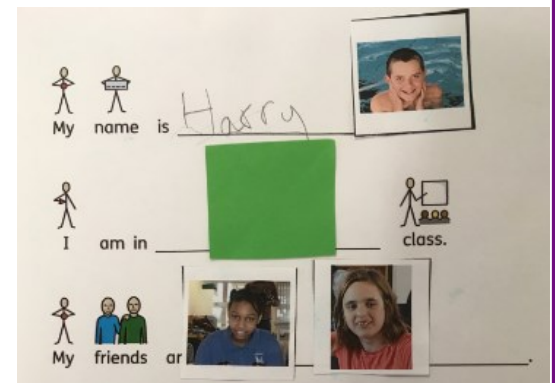 My name is Harry
I am in class.
My friends ar .